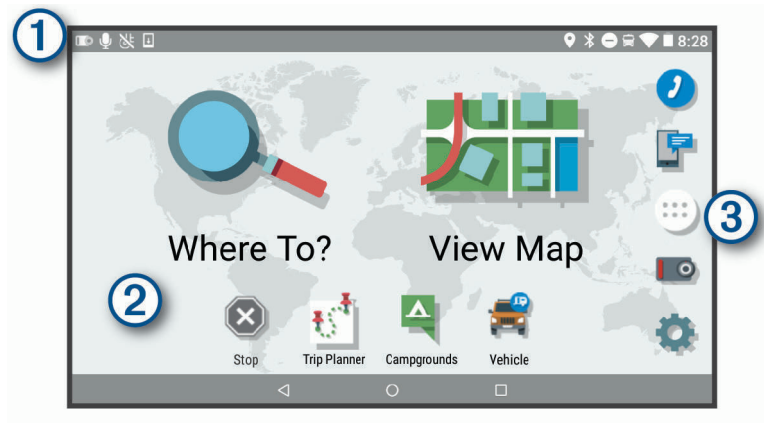 1
8:28
Where To?
View Map
3
2
Stop
Trip Planner
Campgrounds
Vehicle